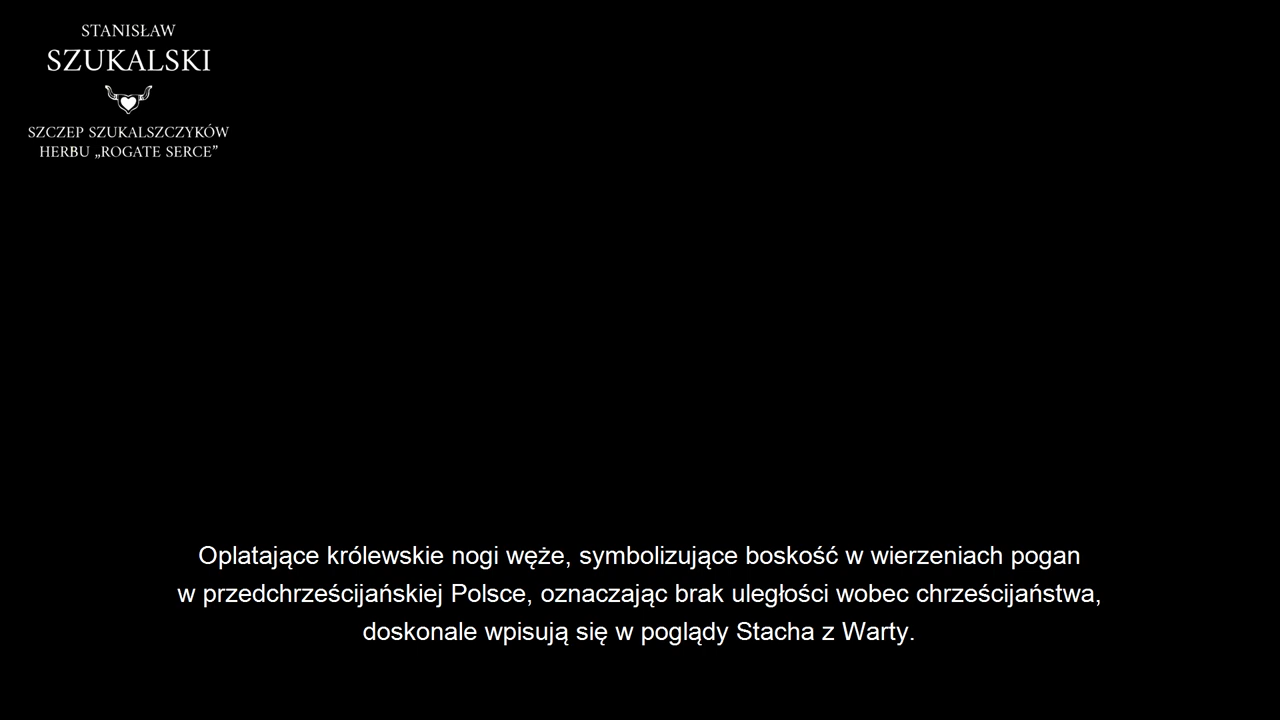 STANISŁAW
SZUKALSKI
SZCZEP SZUKALSZCZYKÓW
HERBU „ROGATE SERCE”
Oplatające królewskie nogi węże, symbolizujące boskość w wierzeniach pogan
w przedchrześcijańskiej Polsce, oznaczając brak uległości wobec chrześcijaństwa,
doskonale wpisują się w poglądy Stacha z Warty.